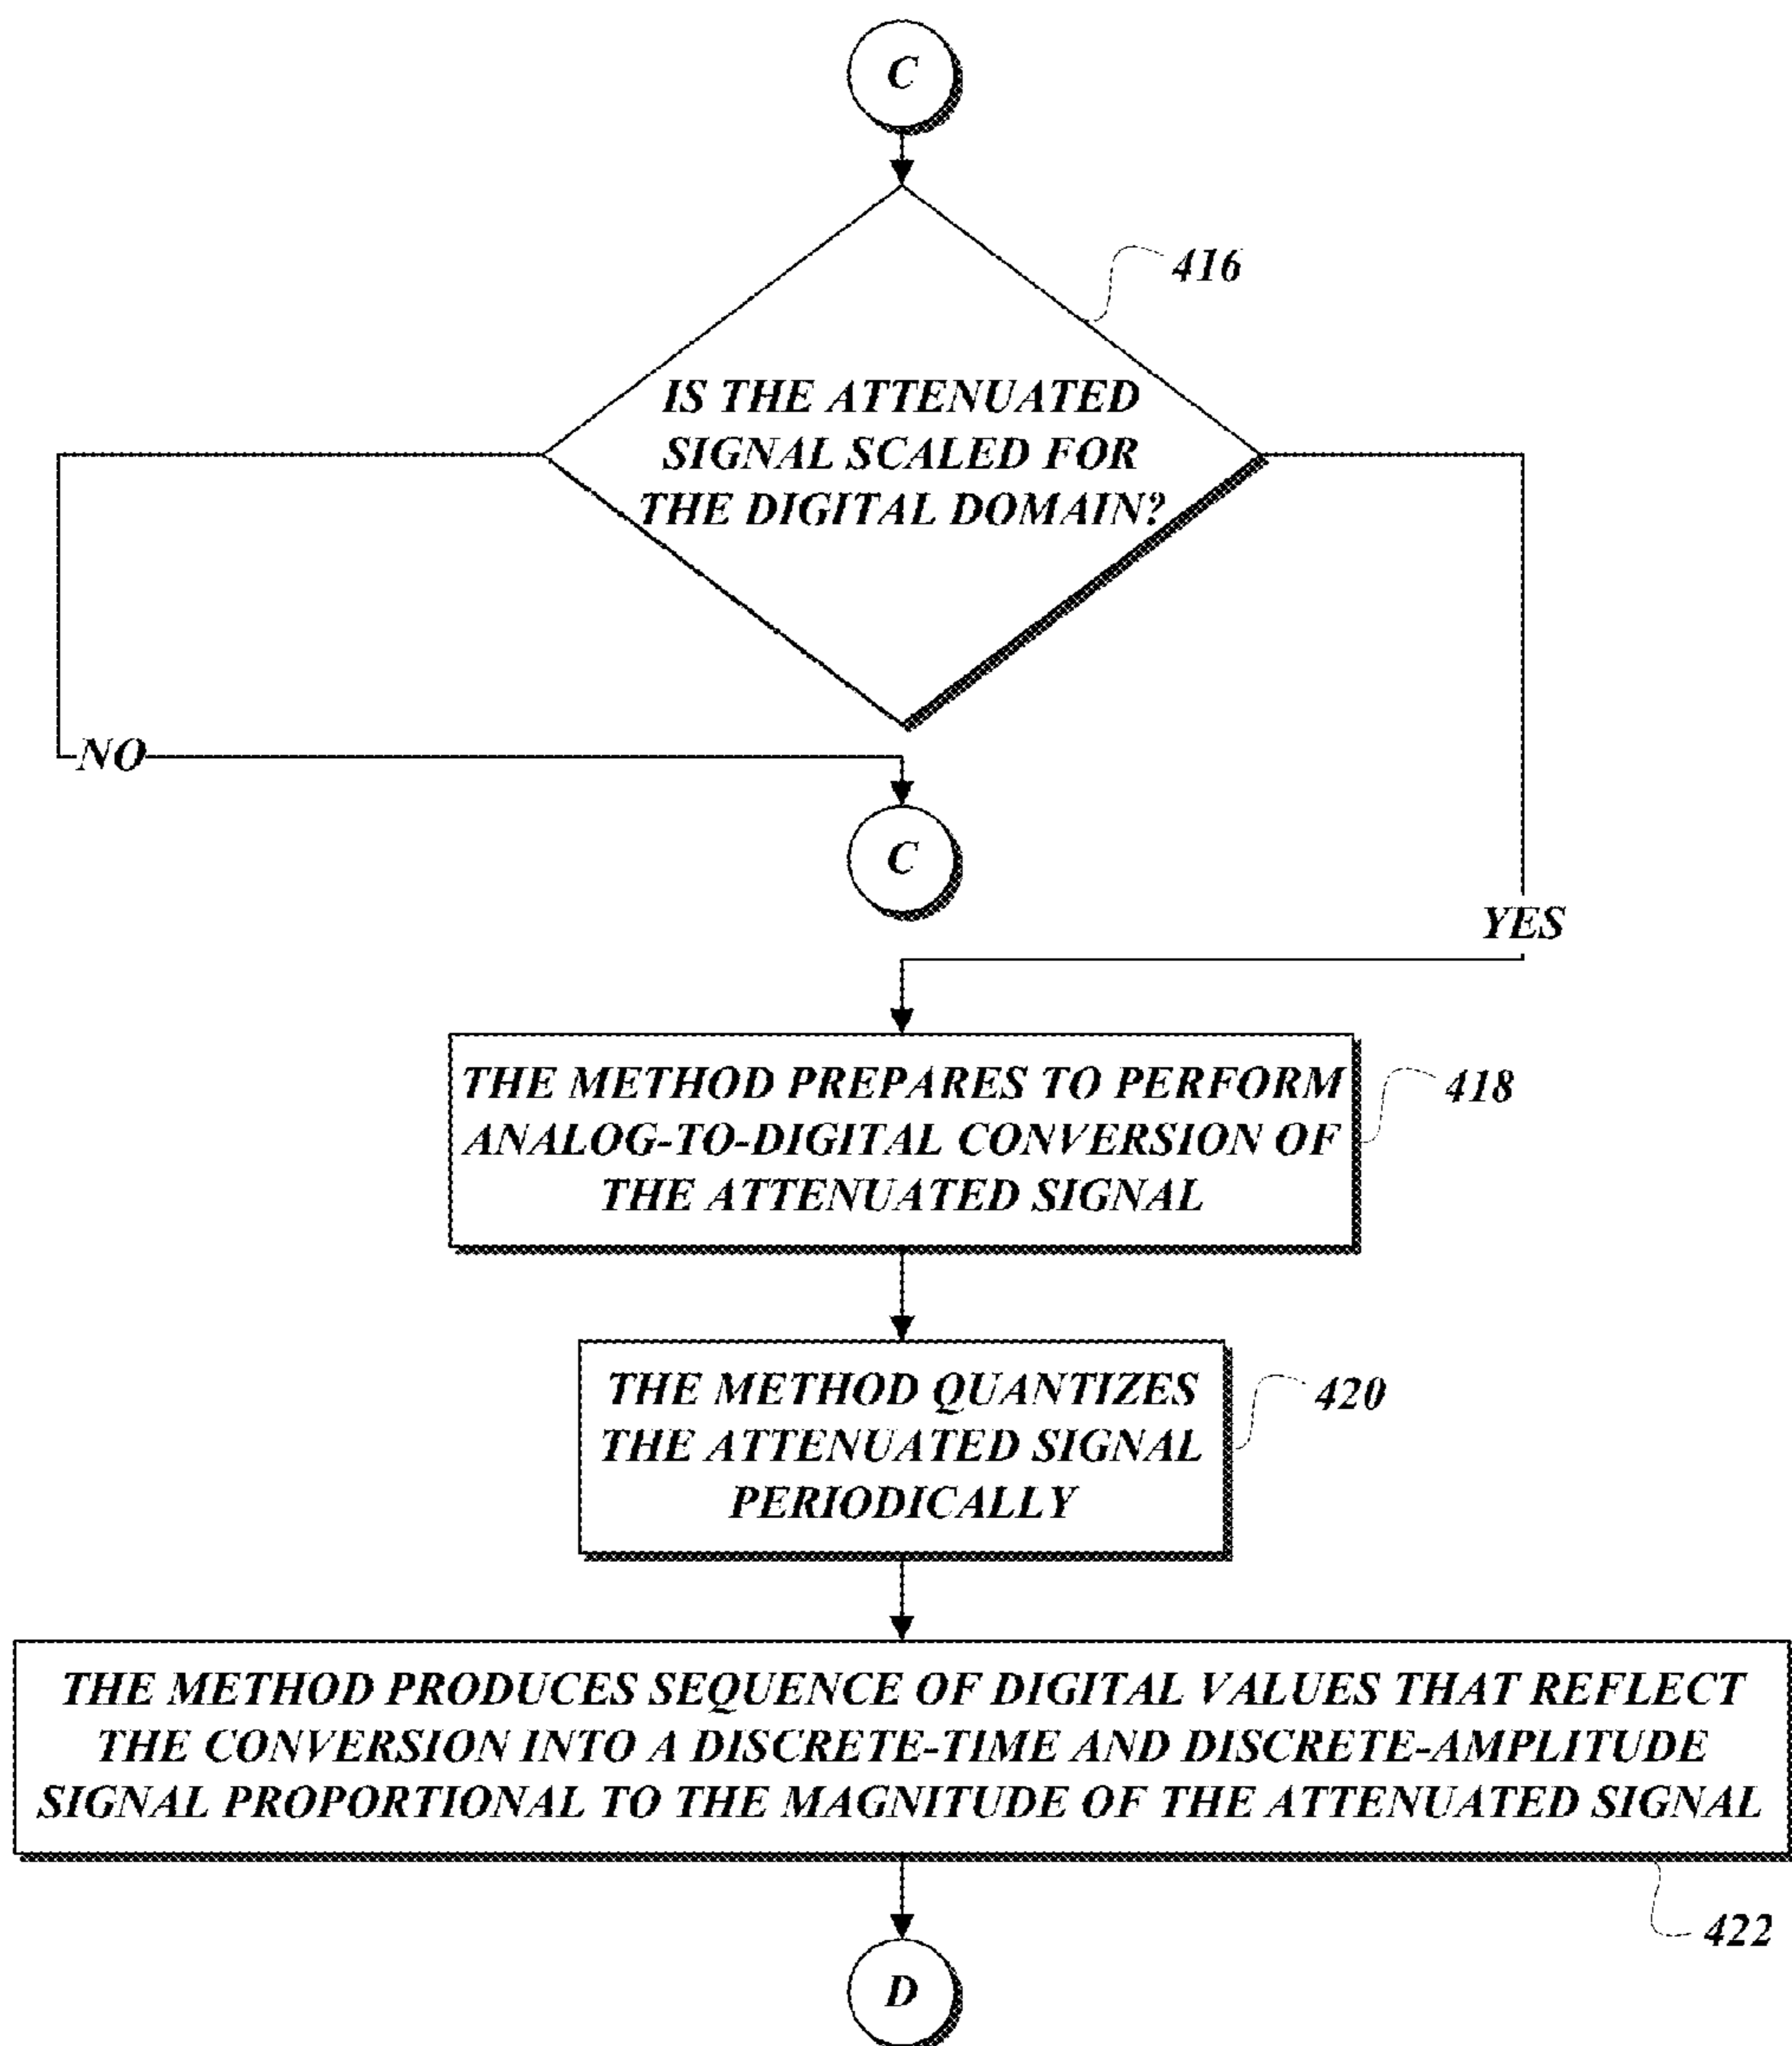 C
416
IS THE ATTENUATED
SIGNAL SCALED FOR
THE DIGITAL DOMAIN?
NO
C
YES
THE METHOD PREPARES TO PERFORM
ANALOG-TO-DIGITAL CONVERSION OF
THE ATTENUATED SIGNAL
418
THE METHOD QUANTIZES
THE ATTENUATED SIGNAL
PERIODICALLY
420
THE METHOD PRODUCES SEQUENCE OF DIGITAL VALUES THAT REFLECT
THE CONVERSION INTO A DISCRETE-TIME AND DISCRETE-AMPLITUDE
SIGNAL PROPORTIONAL TO THE MAGNITUDE OF THE ATTENUATED SIGNAL
422
D